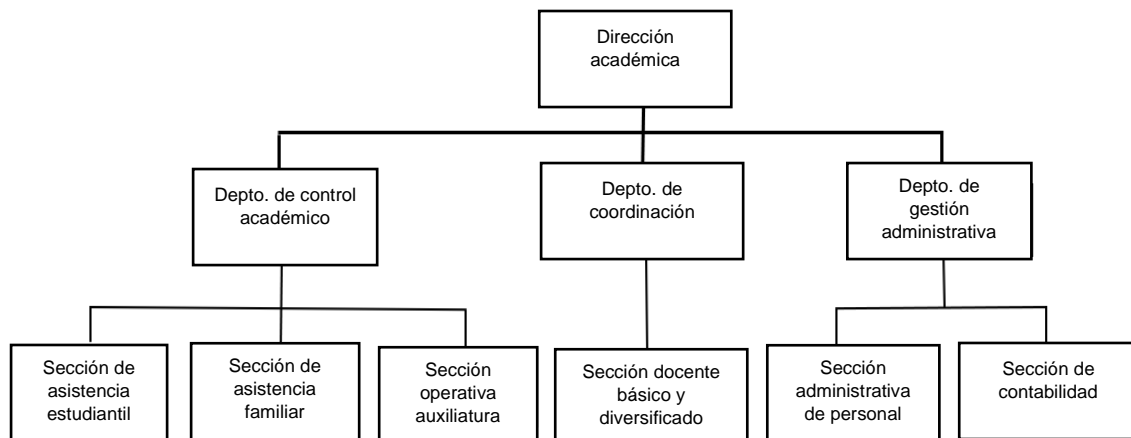 Dirección
académica
Depto. de control
académico
Depto. de
coordinación
Depto. de
gestión
administrativa
Sección de
asistencia
estudiantil
Sección de
asistencia
familiar
Sección
operativa
auxiliatura
Sección docente
básico y
diversificado
Sección
administrativa
de personal
Sección de
contabilidad